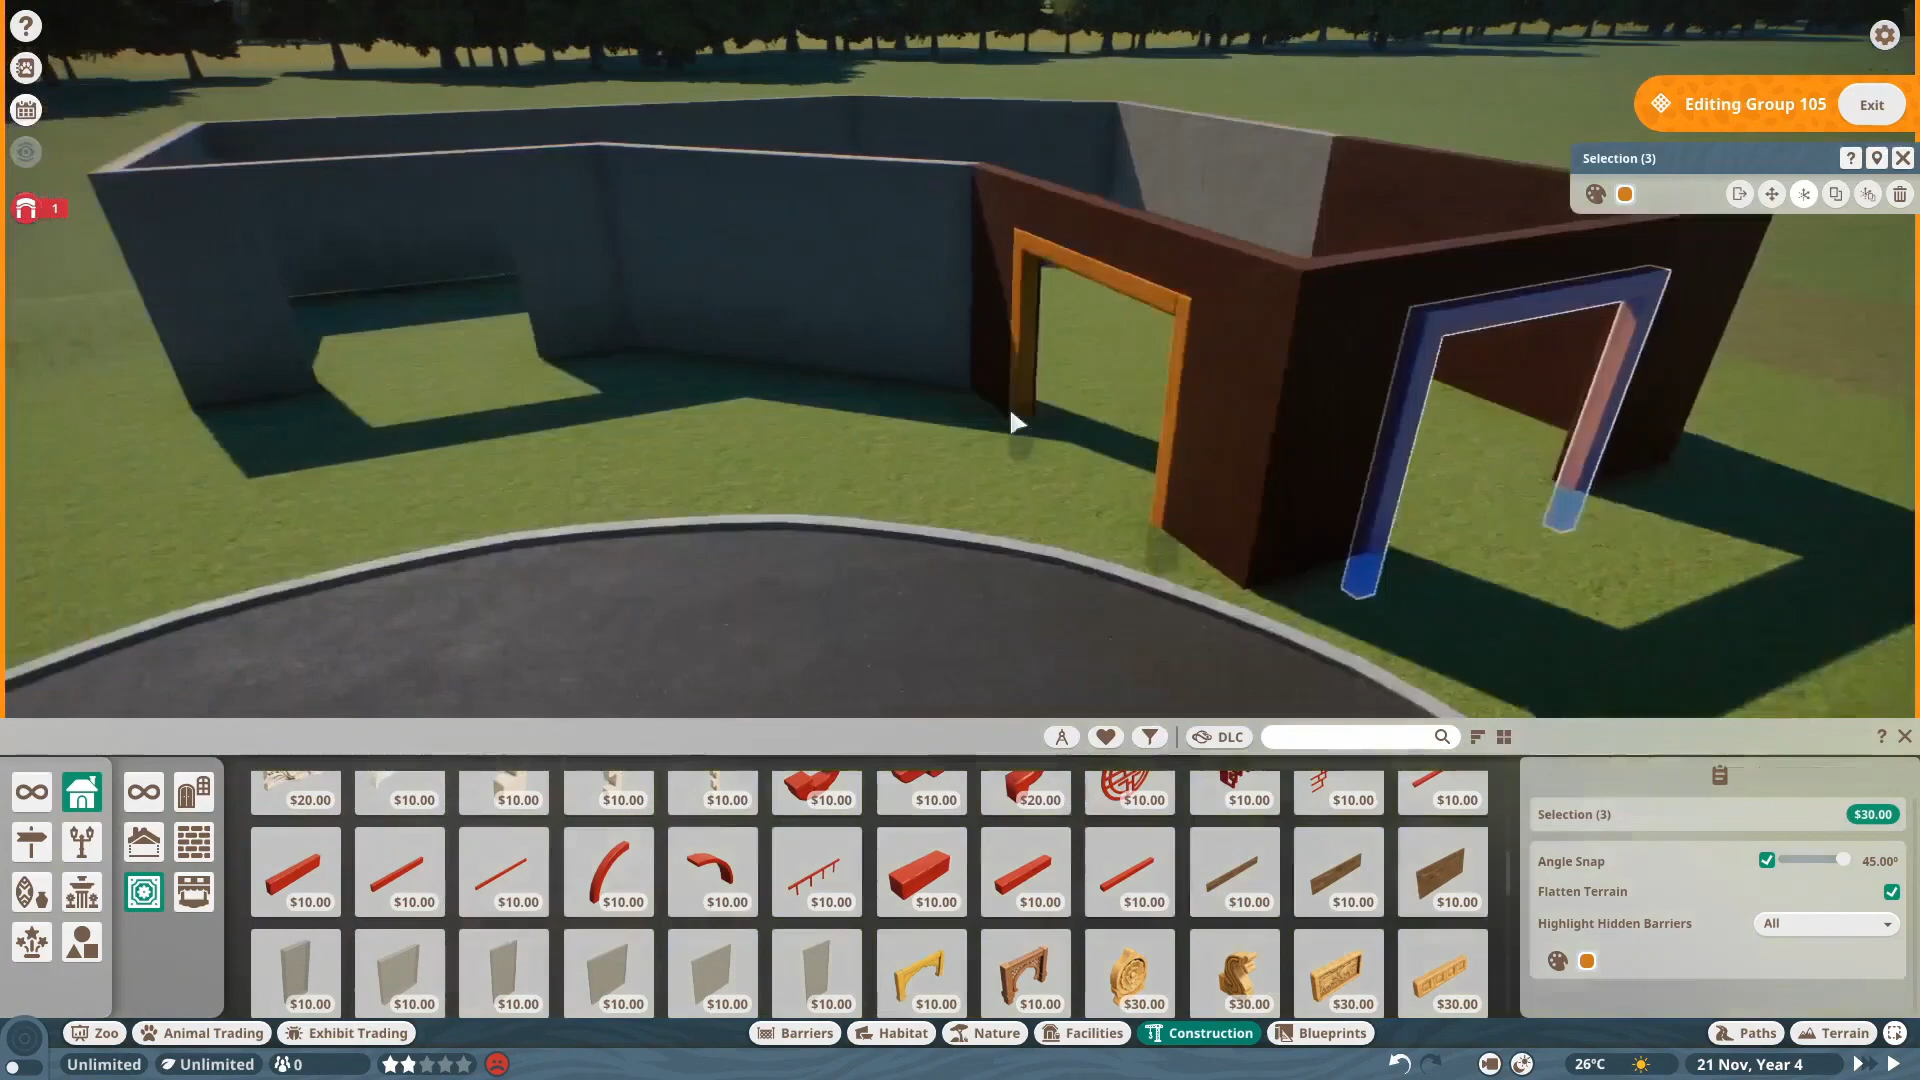 ?
Editing Group 105 Exit
Selection (3) ?
1
DLC
?
$20.00 $10.00 $10.00 $10.00 $10.00 $10.00 $10.00 $20.00 $10.00 $10.00 $10.00 $10.00
$10.00 $10.00 $10.00 $10.00 $10.00 $10.00 $10.00 $10.00 $10.00 $10.00 $10.00 $10.00
$10.00 $10.00 $10.00 $10.00 $10.00 $10.00 $10.00 $10.00 $30.00 $30.00 $30.00 $30.00
Selection (3) $30.00
Angle Snap 45.00º
Flatten Terrain
Highlight Hidden Barriers All
Zoo Animal Trading Exhibit Trading Barriers Habitat Nature Facilities Construction Blueprints Paths Terrain
Unlimited Unlimited 0 26°C 21 Nov, Year 4